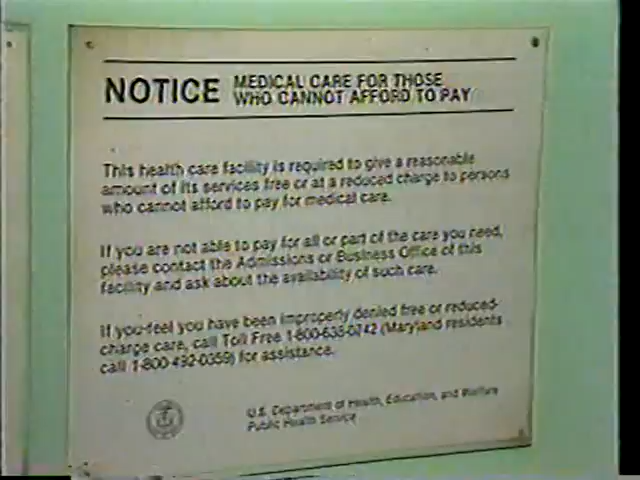 NOTICE MEDICAL CARE FOR THOSE
WHO CANNOT AFFORD TO PAY
This health care facility is required to give a reasonable
amount of its services free or at a reduced charge to persons
who cannot afford to pay for medical care.
If you are not able to pay for all or part of the care you need,
please contact the Admissions or Business Office of this
facility and ask about the availability of such care.
If you feel you have been improperly denied free or reduced-
charge care, call Toll Free 1-800-638-0742 (Maryland residents
call 1-800-492-0359) for assistance.
U.S. Department of Health, Education, and Welfare
Public Health Service